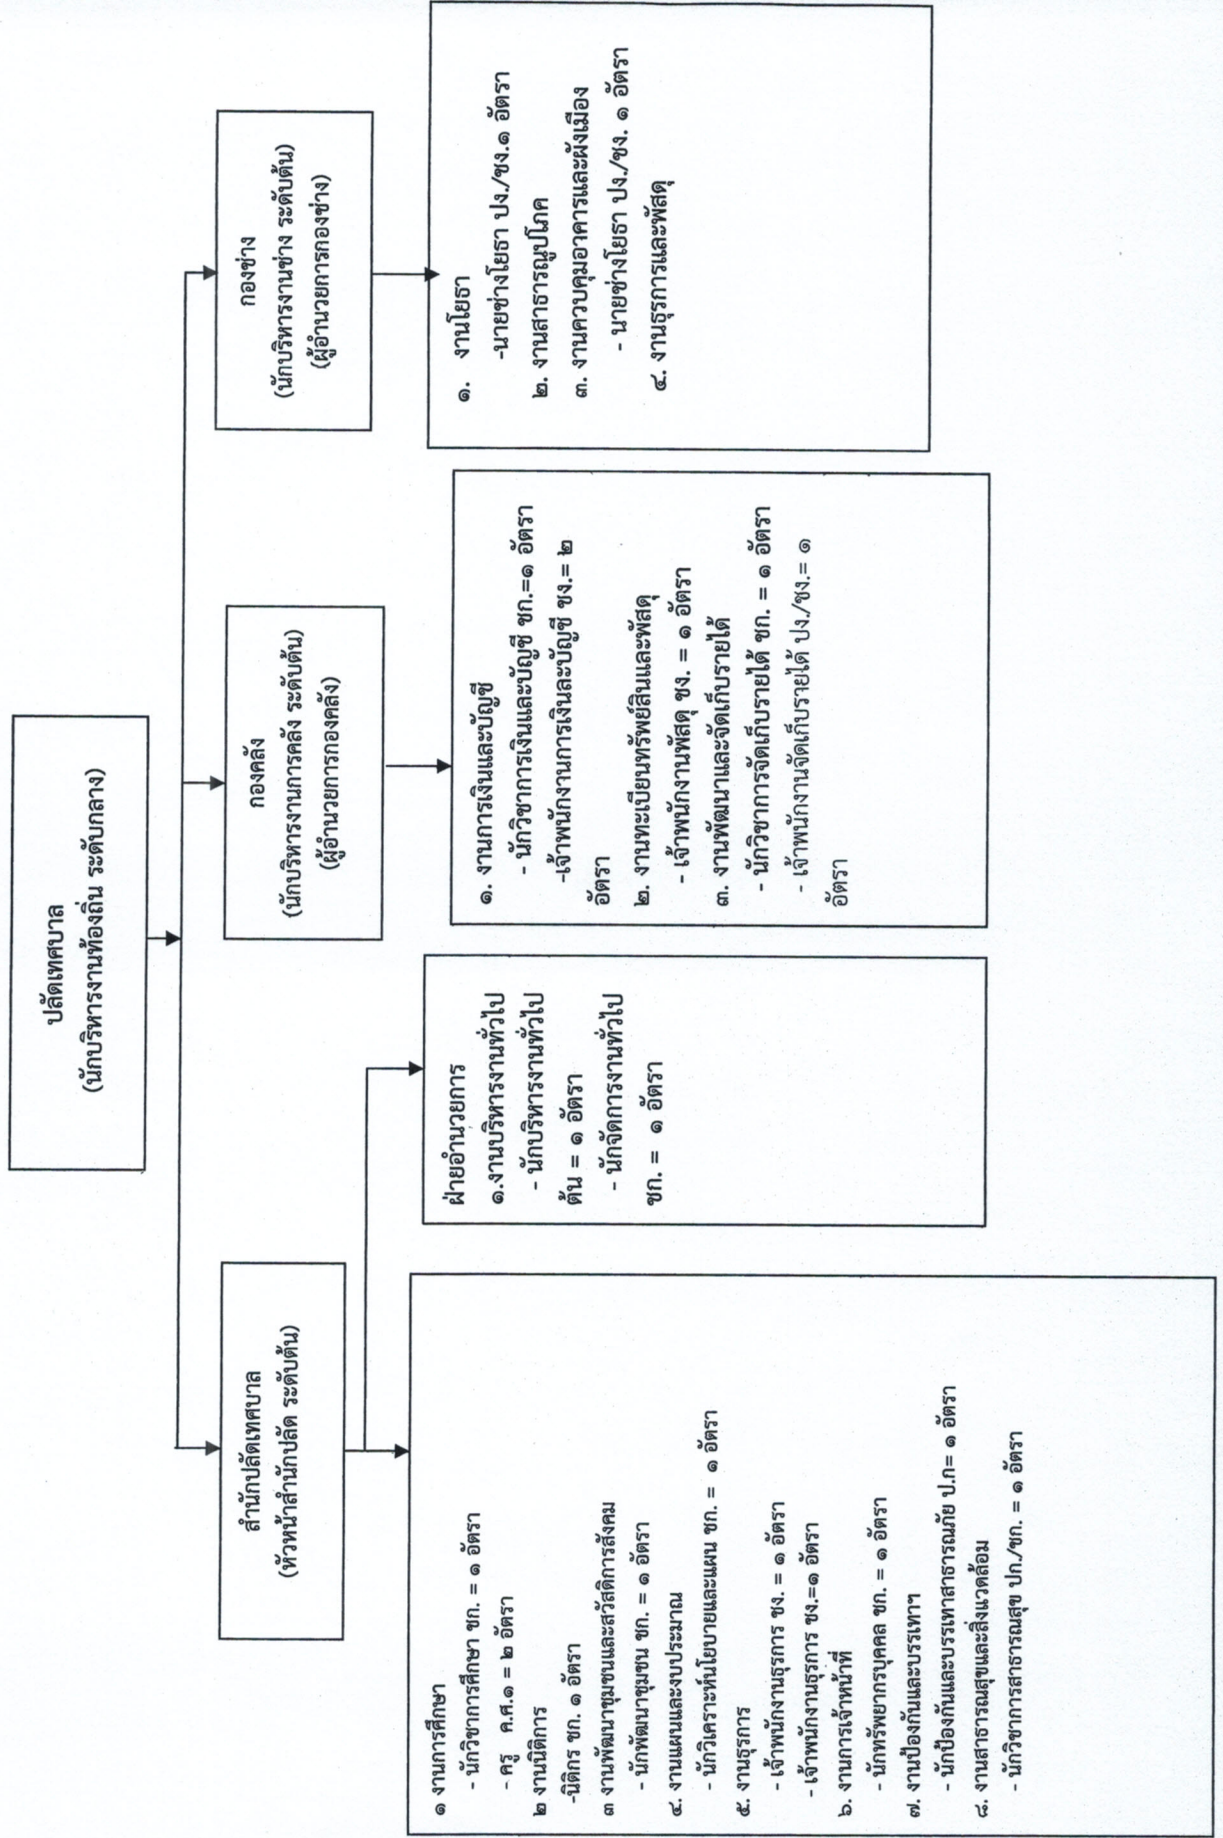 ปลัดเทศบาล
(นักบริหารงานท้องถิ่น ระดับกลาง)
สำนักปลัดเทศบาล
(หัวหน้าสำนักปลัด ระดับต้น)
กองคลัง
(นักบริหารงานการคลัง ระดับต้น)
(ผู้อำนวยการกองคลัง)
กองช่าง
(นักบริหารงานช่าง ระดับต้น)
(ผู้อำนวยการกองช่าง)
๑ งานการศึกษา
- นักวิชาการศึกษา ชก. = ๑ อัตรา
- ครู ค.ศ.๑ = ๒ อัตรา
๒ งานนิติการ
-นิติกร ชก. ๑ อัตรา
๓ งานพัฒนาชุมชนและสวัสดิการสังคม
- นักพัฒนาชุมชน ชก. = ๑ อัตรา
๔. งานแผนและงบประมาณ
- นักวิเคราะห์นโยบายและแผน ชก. = ๑ อัตรา
๕. งานธุรการ
- เจ้าพนักงานธุรการ ชง. = ๑ อัตรา
- เจ้าพนักงานธุรการ ชง.=๑ อัตรา
๖. งานการเจ้าหน้าที่
- นักทรัพยากรบุคคล ชก. = ๑ อัตรา
๗. งานป้องกันและบรรเทาฯ
- นักป้องกันและบรรเทาสาธารณภัย ป.ก= ๑ อัตรา
๘. งานสาธารณสุขและสิ่งแวดล้อม
- นักวิชาการสาธารณสุข ปก./ชก. = ๑ อัตรา
ฝ่ายอำนวยการ
๑.งานบริหารงานทั่วไป
- นักบริหารงานทั่วไป
ต้น = ๑ อัตรา
- นักจัดการงานทั่วไป
ชก. = ๑ อัตรา
๑. งานการเงินและบัญชี
- นักวิชาการเงินและบัญชี ชก.=๑ อัตรา
-เจ้าพนักงานการเงินละบัญชี ชง.= ๒
อัตรา
๒. งานทะเบียนทรัพย์สินและพัสดุ
- เจ้าพนักงานพัสดุ ชง. = ๑ อัตรา
๓. งานพัฒนาและจัดเก็บรายได้
- นักวิชาการจัดเก็บรายได้ ชก. = ๑ อัตรา
- เจ้าพนักงานจัดเก็บรายได้ ปง./ชง.= ๑
อัตรา
๑. งานโยธา
-นายช่างโยธา ปง./ชง.๑ อัตรา
๒. งานสาธารณูปโภค
๓. งานควบคุมอาคารและผังเมือง
- นายช่างโยธา ปง./ชง. ๑ อัตรา
๔. งานธุรการและพัสดุ